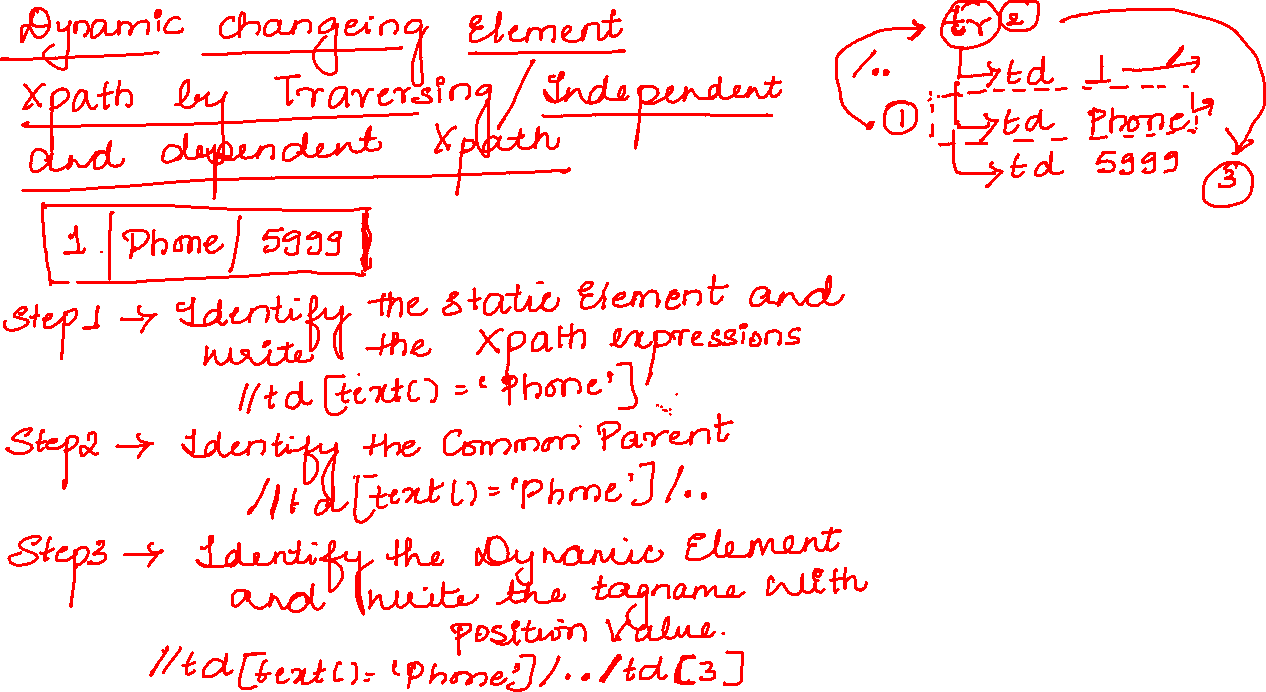 Dynamic changeing Element
Xpath by Traversing / Independent
and dependent Xpath
1. | Phone / 5999
Step1 → Identify the static Element and
write the Xpath expressions
//td[text()='Phone']
Step2 → Identify the Common Parent
//td[text()='Phone']/..
Step3 → Identify the Dynamic Element
and write the tagname with
position value.
//td[text()='Phone']/../td[3]
tr 2
/.. → td 1
1 → td Phone
→ td 5999
3